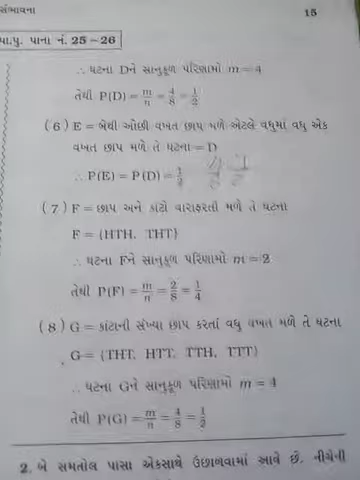 સંભાવના 15
પા.પુ. પાના નં. 25 – 26
∴ ઘટના Dને સાનુકૂળ પરિણામો m = 4
તેથી P(D) = m/n = 4/8 = 1/2
(6) E = બેથી ઓછી વખત છાપ મળે એટલે વધુમાં વધુ એક
વખત છાપ મળે તે ઘટના = D
∴ P(E) = P(D) = 1/2
(7) F = છાપ અને કાંટો વારાફરતી મળે તે ઘટના
F = {HTH, THT}
∴ ઘટના Fને સાનુકૂળ પરિણામો m = 2
તેથી P(F) = m/n = 2/8 = 1/4
(8) G = કાંટાની સંખ્યા છાપ કરતાં વધુ વખત મળે તે ઘટના
G = {THT, HTT, TTH, TTT}
∴ ઘટના Gને સાનુકૂળ પરિણામો m = 4
તેથી P(G) = m/n = 4/8 = 1/2
2. બે સમતોલ પાસા એકસાથે ઉછાળવામાં આવે છે. નીચેની